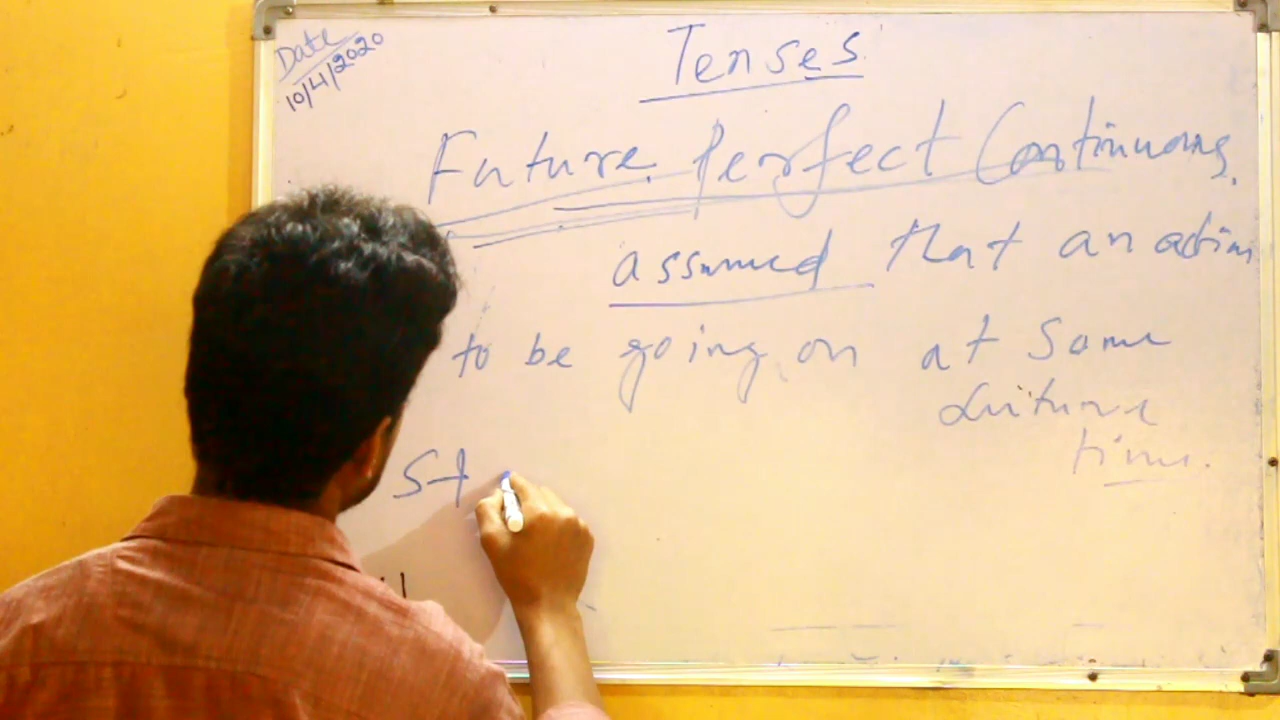 Date
10/4/2020
Tenses
Future Perfect Continuous.
assumed that an action
to be going on at Some
future
time.
St